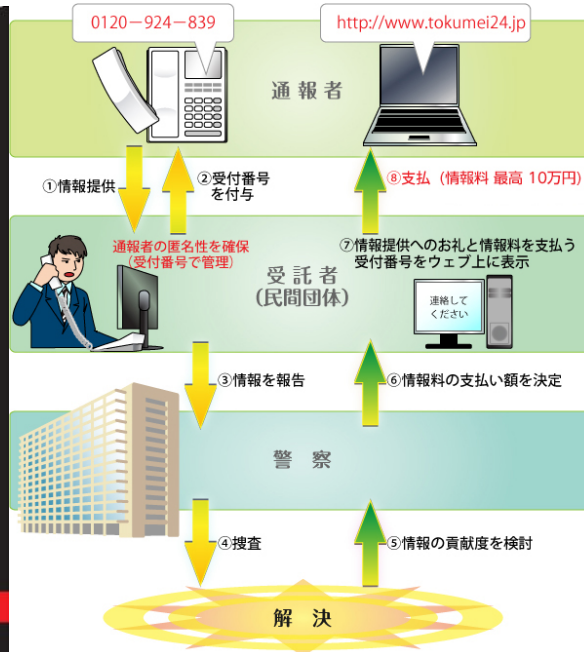 0120−924−839
http://www.tokumei24.jp
通報者
①情報提供
②受付番号
を付与
⑧支払（情報料 最高 10万円）
通報者の匿名性を確保
（受付番号で管理）
受託者
（民間団体）
⑦情報提供へのお礼と情報料を支払う
受付番号をウェブ上に表示
連絡して
ください
③情報を報告
⑥情報料の支払い額を決定
警察
④捜査
⑤情報の貢献度を検討
解決